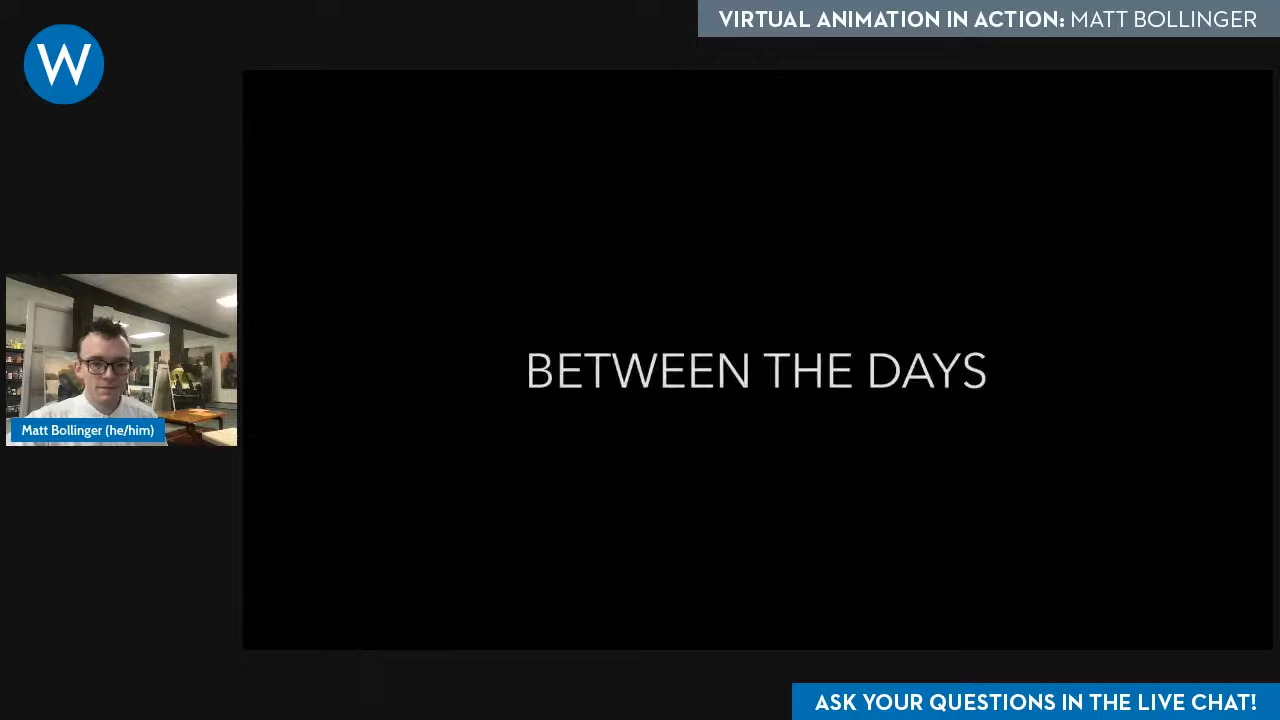 VIRTUAL ANIMATION IN ACTION: MATT BOLLINGER
W
BETWEEN THE DAYS
Matt Bollinger (he/him)
ASK YOUR QUESTIONS IN THE LIVE CHAT!